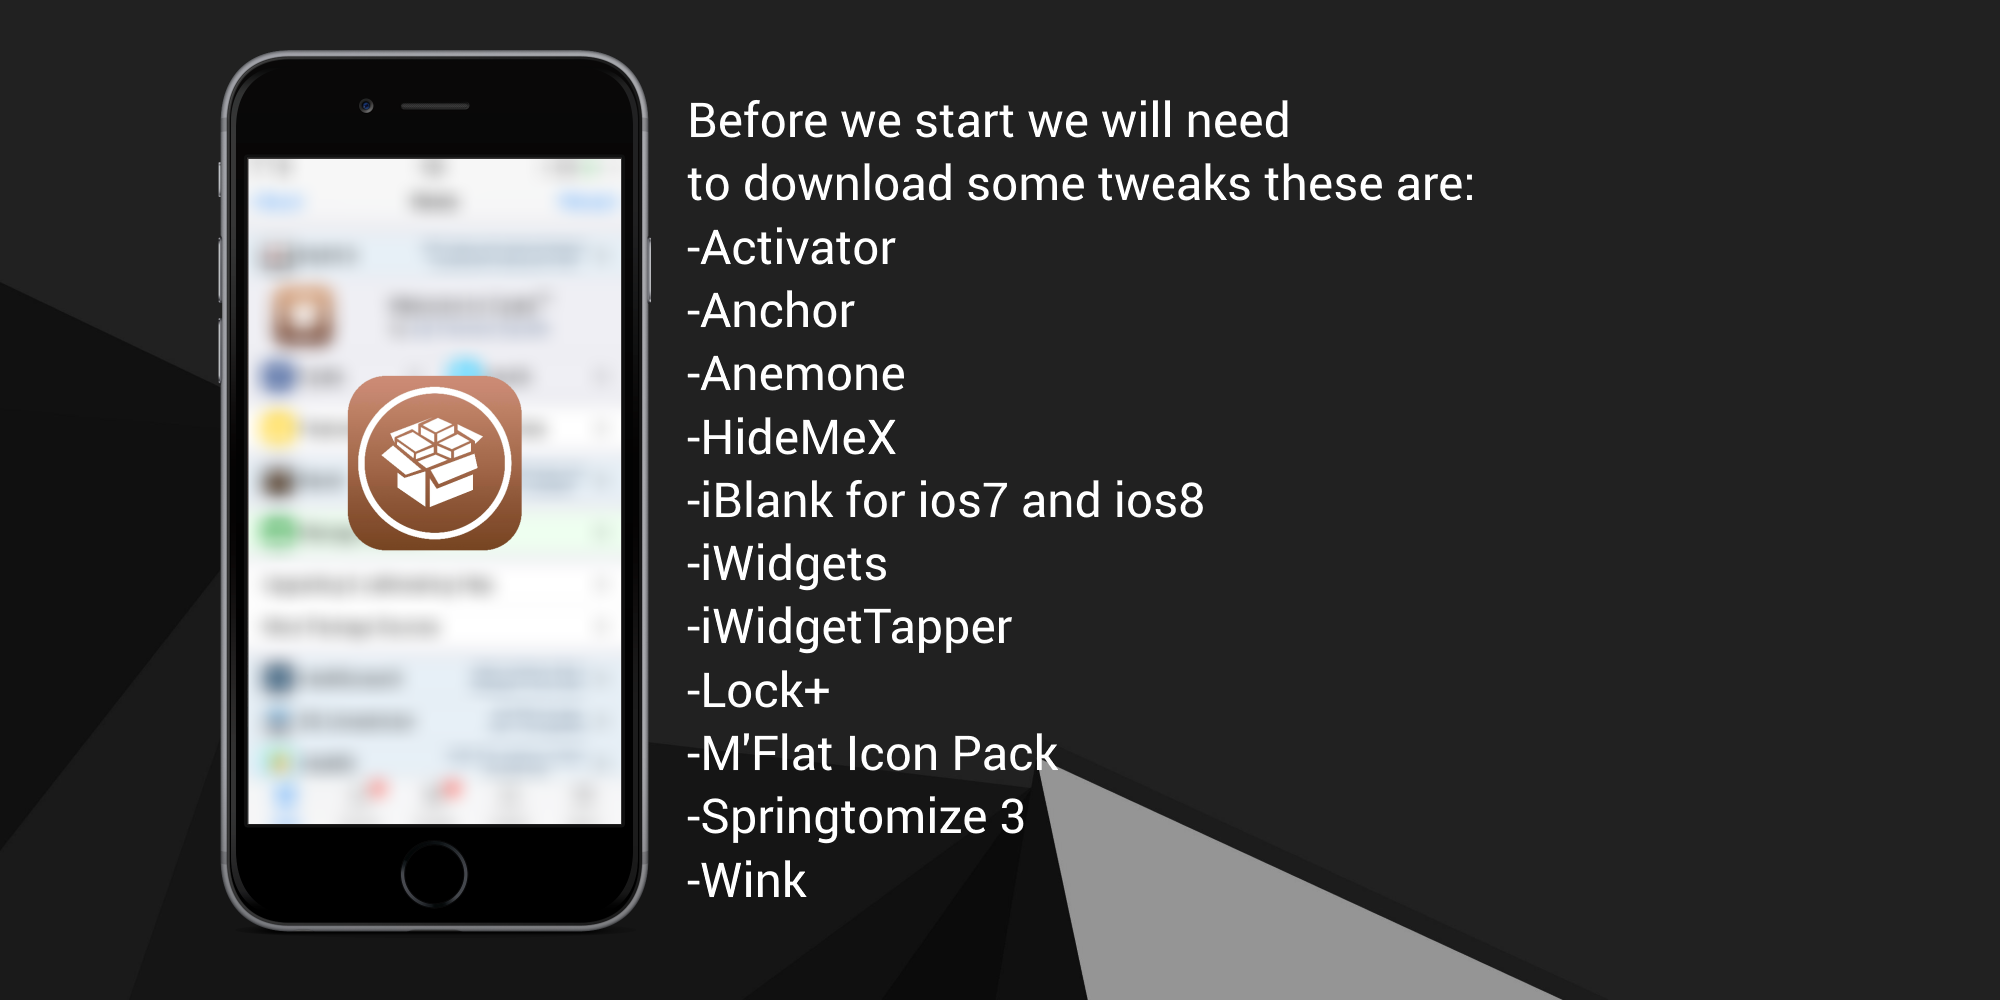 Before we start we will need
to download some tweaks these are:
-Activator
-Anchor
-Anemone
-HideMeX
-iBlank for ios7 and ios8
-iWidgets
-iWidgetTapper
-Lock+
-M'Flat Icon Pack
-Springtomize 3
-Wink